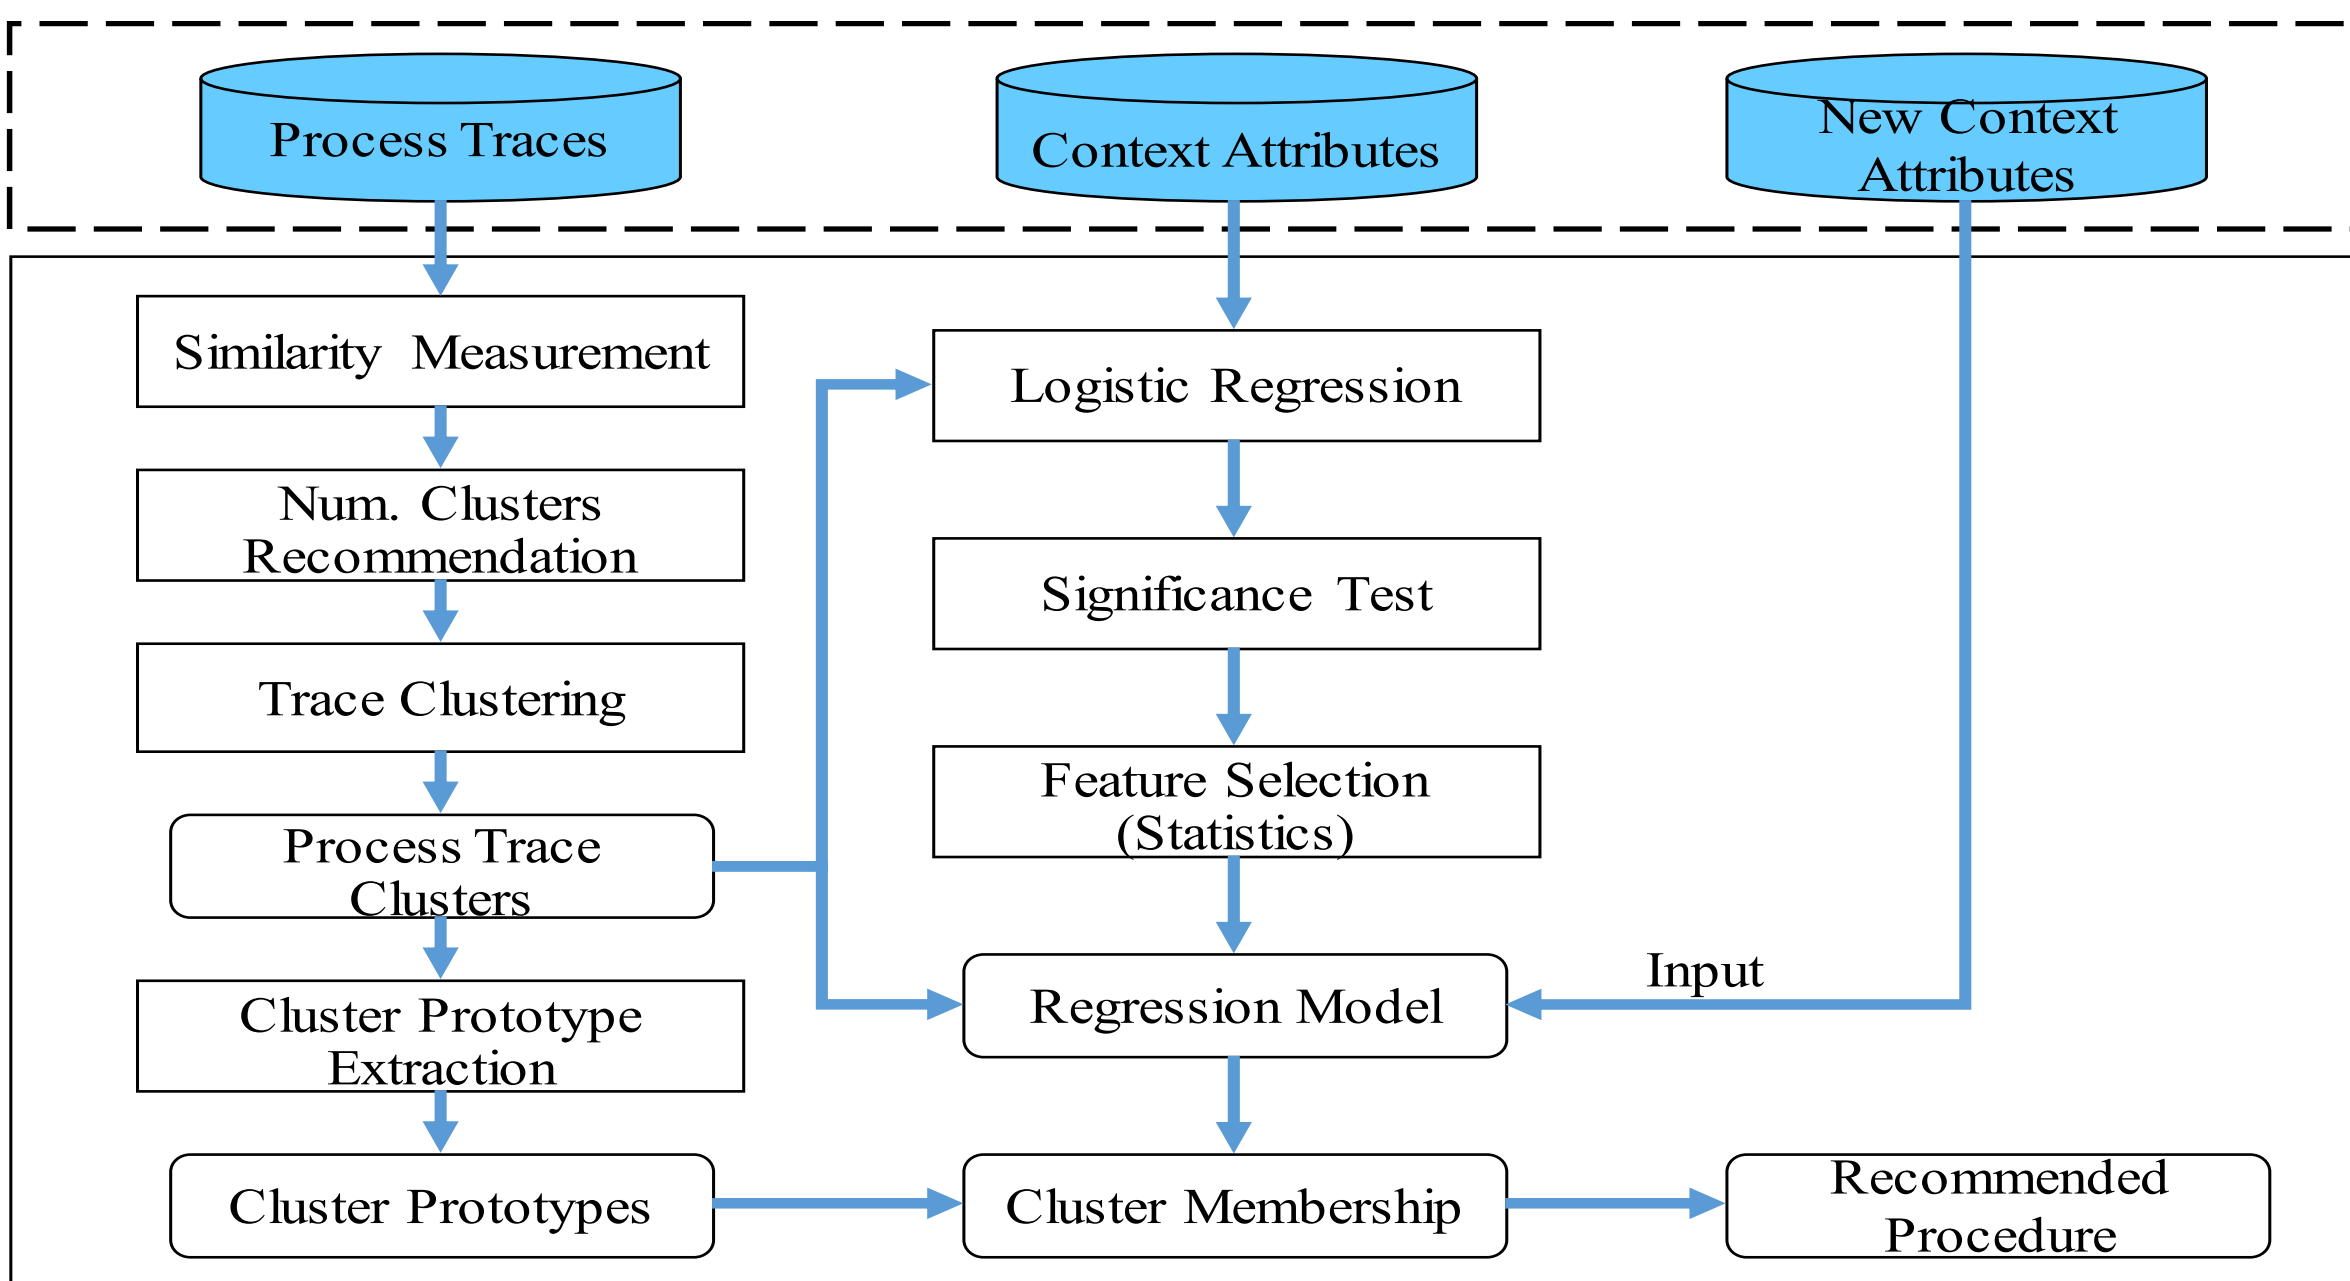 Process Traces
Context Attributes
New Context
Attributes
Similarity Measurement
Num. Clusters
Recommendation
Trace Clustering
Process Trace
Clusters
Cluster Prototype
Extraction
Cluster Prototypes
Logistic Regression
Significance Test
Feature Selection
(Statistics)
Regression Model
Input
Cluster Membership
Recommended
Procedure